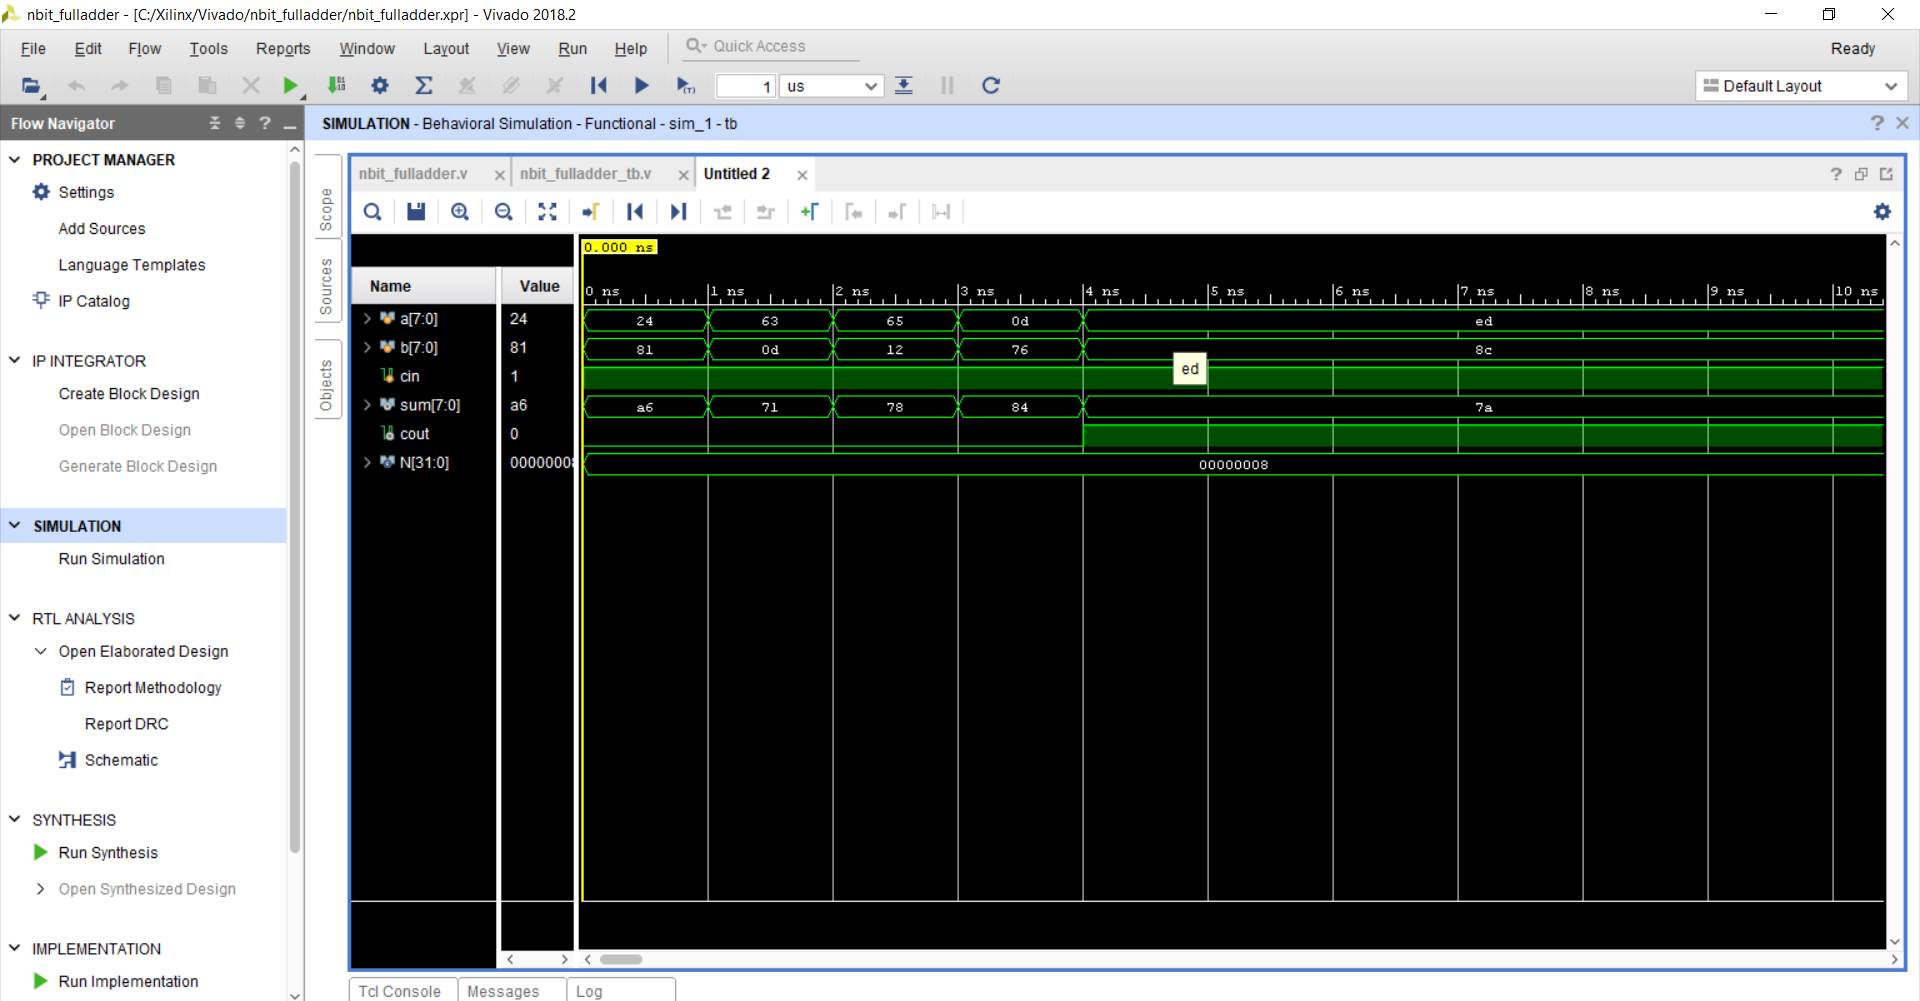 nbit_fulladder - [C:/Xilinx/Vivado/nbit_fulladder/nbit_fulladder.xpr] - Vivado 2018.2
File Edit Flow Tools Reports Window Layout View Run Help Quick Access Ready
1 us Default Layout
Flow Navigator
SIMULATION - Behavioral Simulation - Functional - sim_1 - tb
PROJECT MANAGER
Settings
Add Sources
Language Templates
IP Catalog
IP INTEGRATOR
Create Block Design
Open Block Design
Generate Block Design
SIMULATION
Run Simulation
RTL ANALYSIS
Open Elaborated Design
Report Methodology
Report DRC
Schematic
SYNTHESIS
Run Synthesis
Open Synthesized Design
IMPLEMENTATION
Run Implementation
Scope
Sources
Objects
nbit_fulladder.v nbit_fulladder_tb.v Untitled 2
0.000 ns
Name Value
0 ns 1 ns 2 ns 3 ns 4 ns 5 ns 6 ns 7 ns 8 ns 9 ns 10 ns
a[7:0] 24 24 63 65 0d ed
b[7:0] 81 81 0d 12 76 8c
ed
cin 1
sum[7:0] a6 a6 71 78 84 7a
cout 0
N[31:0] 00000008 00000008
Tcl Console Messages Log